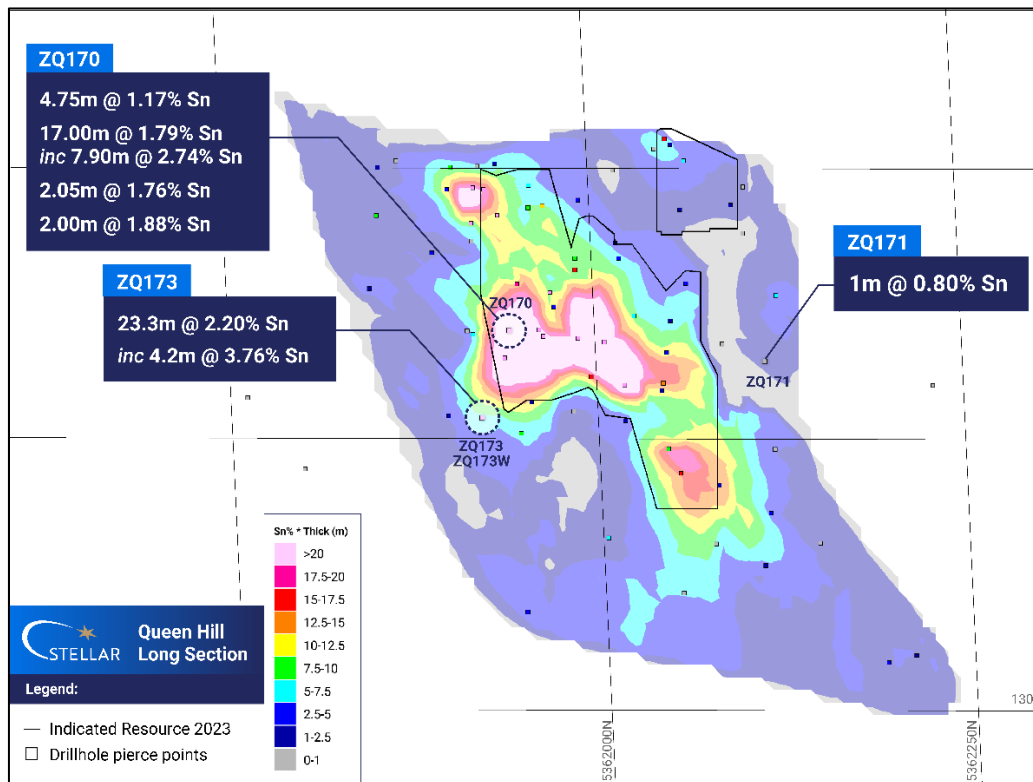 ZQ170
4.75m @ 1.17% Sn
17.00m @ 1.79% Sn
inc 7.90m @ 2.74% Sn
2.05m @ 1.76% Sn
2.00m @ 1.88% Sn
ZQ173
23.3m @ 2.20% Sn
inc 4.2m @ 3.76% Sn
ZQ171
1m @ 0.80% Sn
ZQ170
ZQ171
ZQ173
ZQ173W
Sn% * Thick (m)
>20
17.5-20
15-17.5
12.5-15
10-12.5
7.5-10
5-7.5
2.5-5
1-2.5
0-1
STELLAR
Queen Hill
Long Section
Legend:
Indicated Resource 2023
Drillhole pierce points
5362000N
5362250N
130